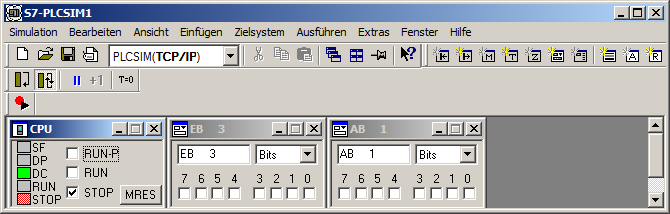 S7-PLCSIM1
Simulation Bearbeiten Ansicht Einfügen Zielsystem Ausführen Extras Fenster Hilfe
PLCSIM(TCP/IP)
+1 T=0
CPU EB 3 AB 1
SF
DP
DC
RUN
STOP
RUN-P
RUN
STOP
MRES
EB 3 Bits
7 6 5 4 3 2 1 0
AB 1 Bits
7 6 5 4 3 2 1 0